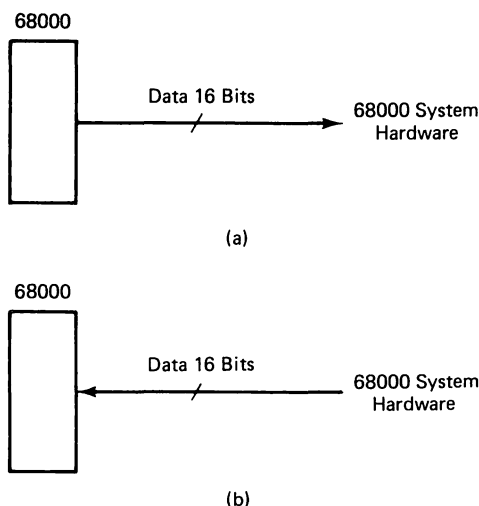 68000
Data 16 Bits
68000 System
Hardware
(a)
68000
Data 16 Bits
68000 System
Hardware
(b)